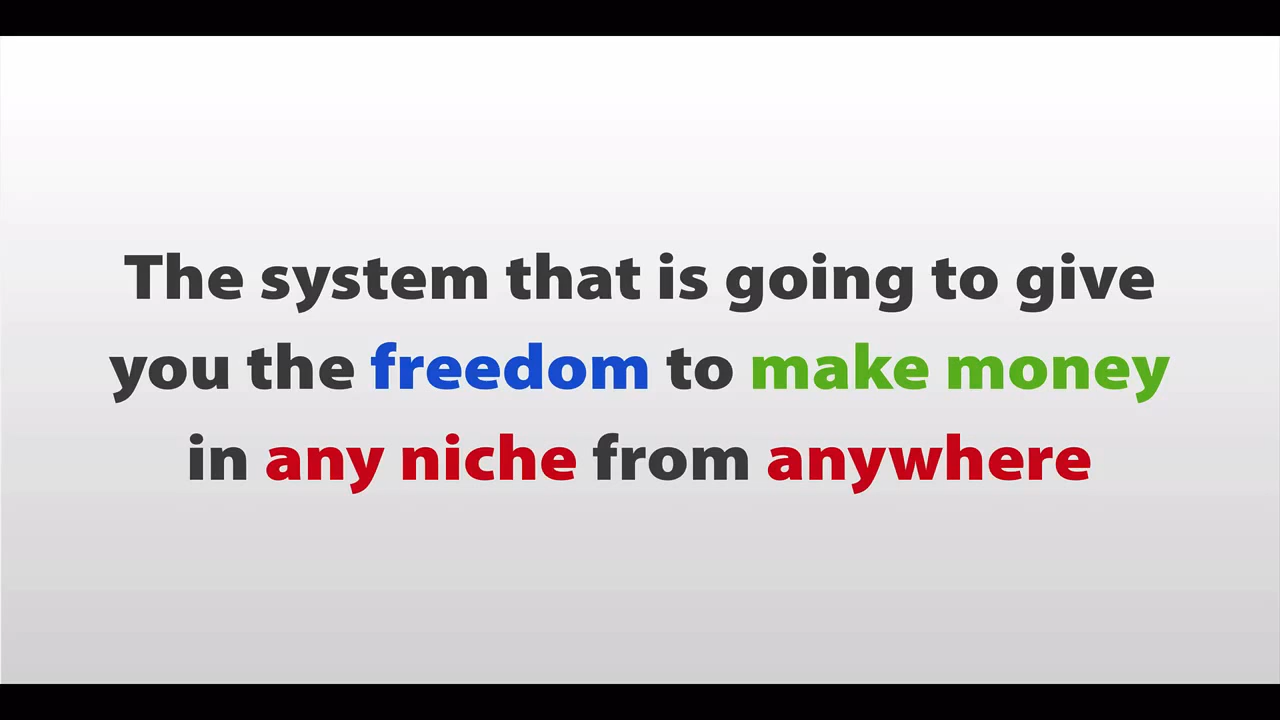 The system that is going to give
you the freedom to make money
in any niche from anywhere